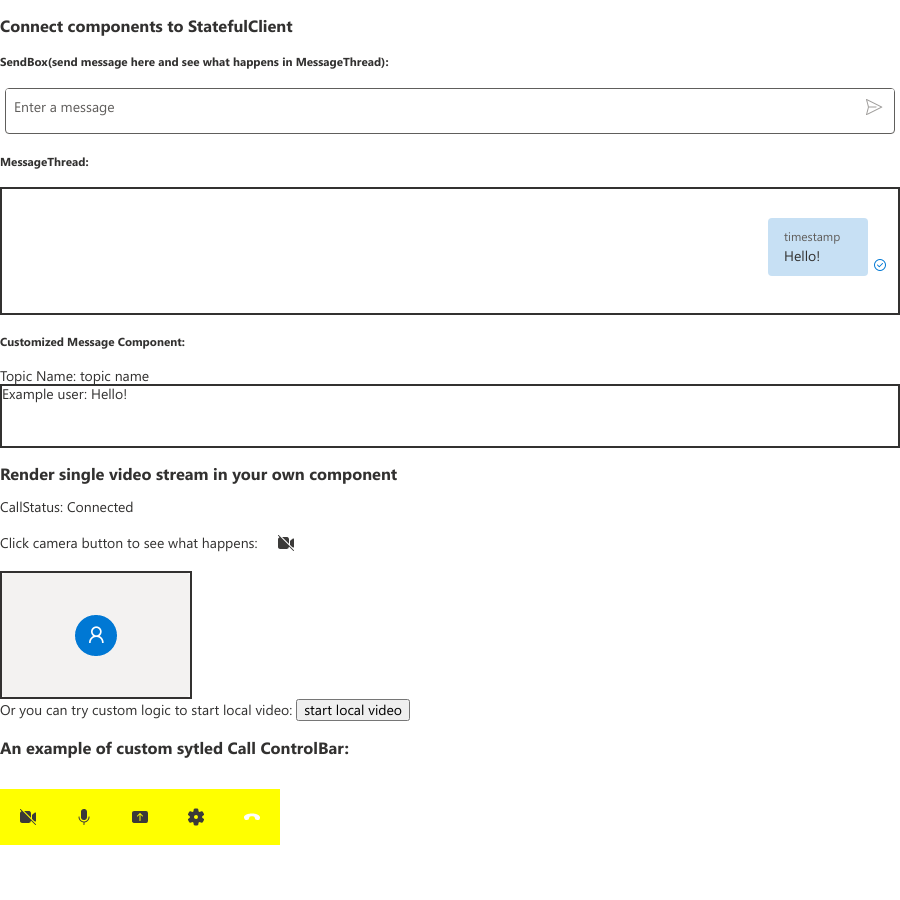 Connect components to StatefulClient
SendBox(send message here and see what happens in MessageThread):
Enter a message
MessageThread:
timestamp
Hello!
Customized Message Component:
Topic Name: topic name
Example user: Hello!
Render single video stream in your own component
CallStatus: Connected
Click camera button to see what happens:
Or you can try custom logic to start local video: start local video
An example of custom sytled Call ControlBar: